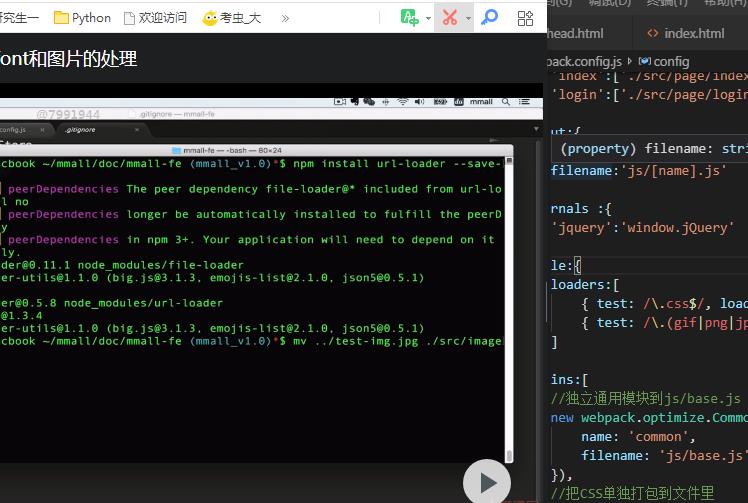 究生一
Python
欢迎访问
考虫_大
»
font和图片的处理
@7991944
.gitignore — mmall-fe
mmall
config.js
.gitignore
mmall-fe — -bash — 80×24
cbook ~/mmall/doc/mmall-fe (mmall_v1.0)*$ npm install url-loader --save-
peerDependencies The peer dependency file-loader@* included from url-lo
l no
peerDependencies longer be automatically installed to fulfill the peerD
y
peerDependencies in npm 3+. Your application will need to depend on it
ly.
der@0.11.1 node_modules/file-loader
er-utils@1.1.0 (big.js@3.1.3, emojis-list@2.1.0, json5@0.5.1)
er@0.5.8 node_modules/url-loader
@1.3.4
er-utils@1.1.0 (big.js@3.1.3, emojis-list@2.1.0, json5@0.5.1)
cbook ~/mmall/doc/mmall-fe (mmall_v1.0)*$ mv ../test-img.jpg ./src/image
head.html
<> index.html
pack.config.js > config
'index':['./src/page/index
'login':['./src/page/login
ut:{
(property) filename: stri
filename:'js/[name].js'
rnals :{
'jquery':'window.jQuery'
le:{
loaders:[
{ test: /\.css$/, load
{ test: /\.(gif|png|jp
]
ins:[
//独立通用模块到js/base.js
new webpack.optimize.Commo
name: 'common',
filename: 'js/base.js'
}),
//把CSS单独打包到文件里